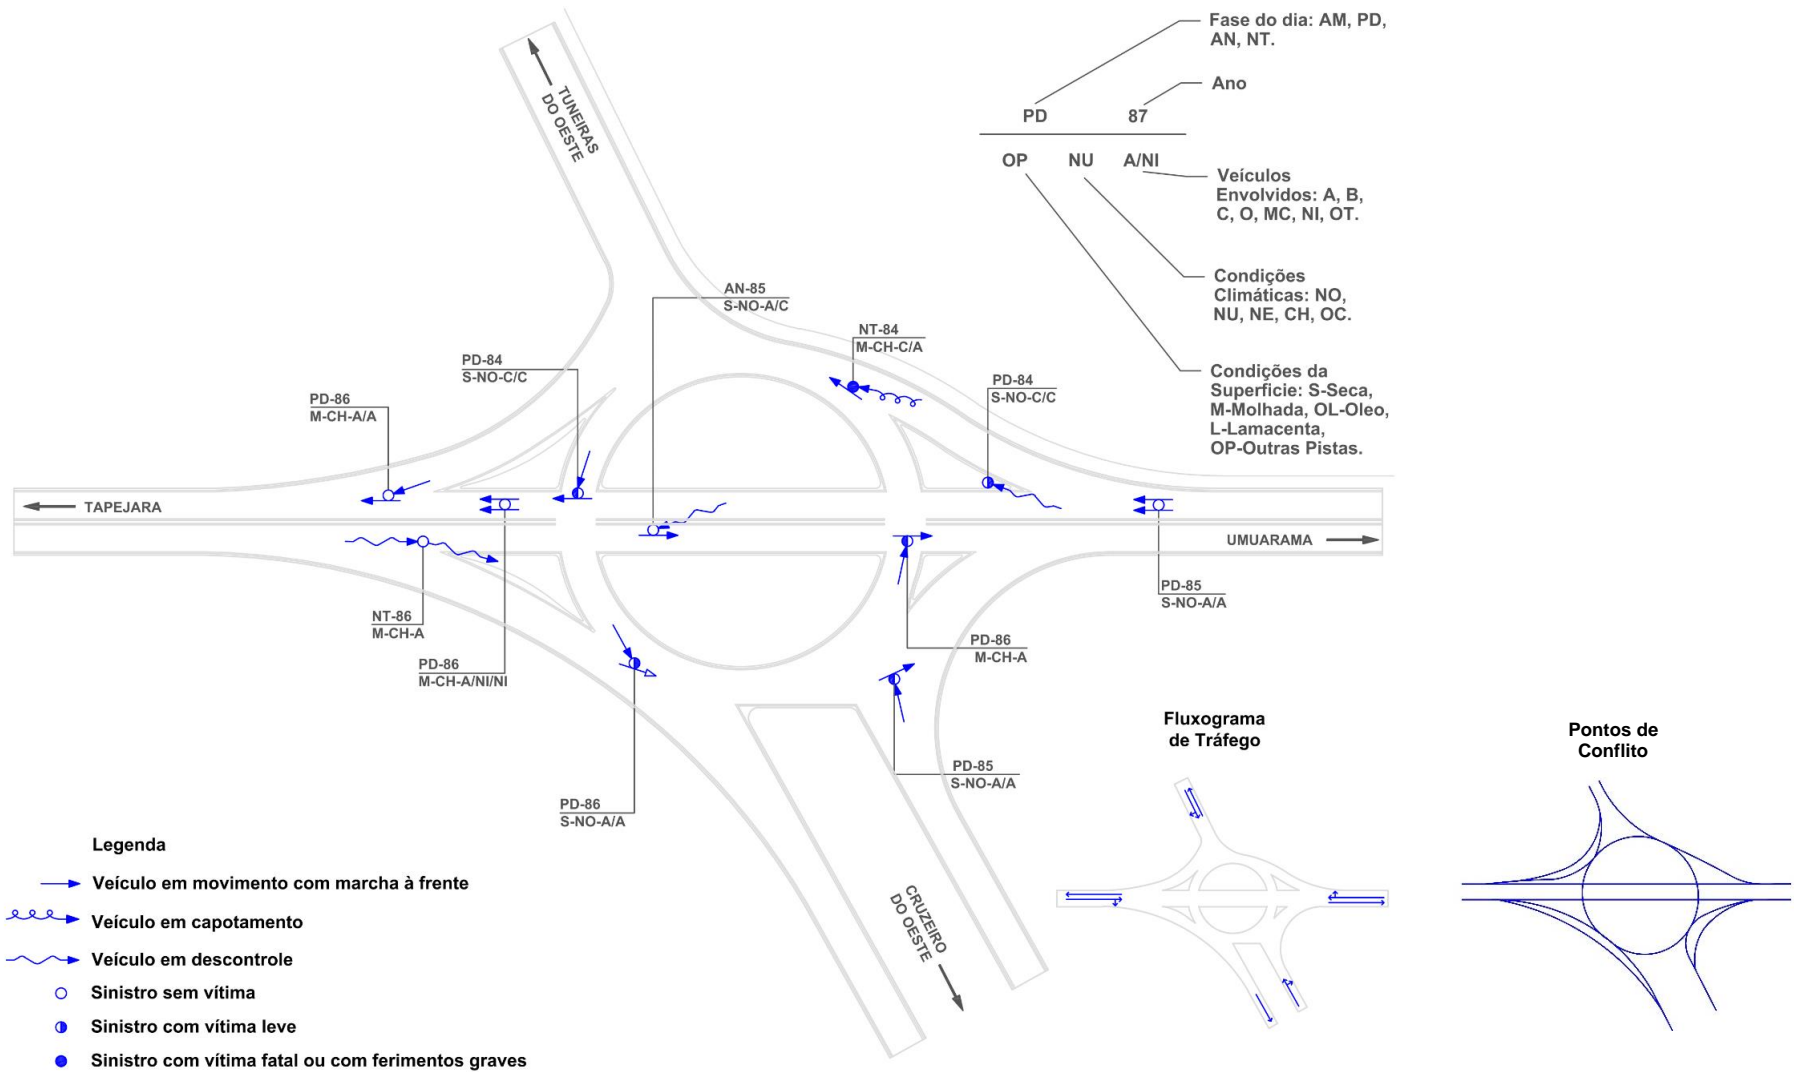 Fase do dia: AM, PD,
AN, NT.
Ano
PD 87
OP NU A/NI
Veículos
Envolvidos: A, B,
C, O, MC, NI, OT.
Condições
Climáticas: NO,
NU, NE, CH, OC.
Condições da
Superficie: S-Seca,
M-Molhada, OL-Oleo,
L-Lamacenta,
OP-Outras Pistas.
TUNEIRAS
DO OESTE
AN-85
S-NO-A/C
NT-84
M-CH-C/A
PD-84
S-NO-C/C
PD-84
S-NO-C/C
PD-86
M-CH-A/A
TAPEJARA
UMUARAMA
PD-85
S-NO-A/A
NT-86
M-CH-A
PD-86
M-CH-A
PD-86
M-CH-A/NI/NI
PD-85
S-NO-A/A
PD-86
S-NO-A/A
CRUZEIRO
DO OESTE
Fluxograma
de Tráfego
Pontos de
Conflito
Legenda
Veículo em movimento com marcha à frente
Veículo em capotamento
Veículo em descontrole
Sinistro sem vítima
Sinistro com vítima leve
Sinistro com vítima fatal ou com ferimentos graves